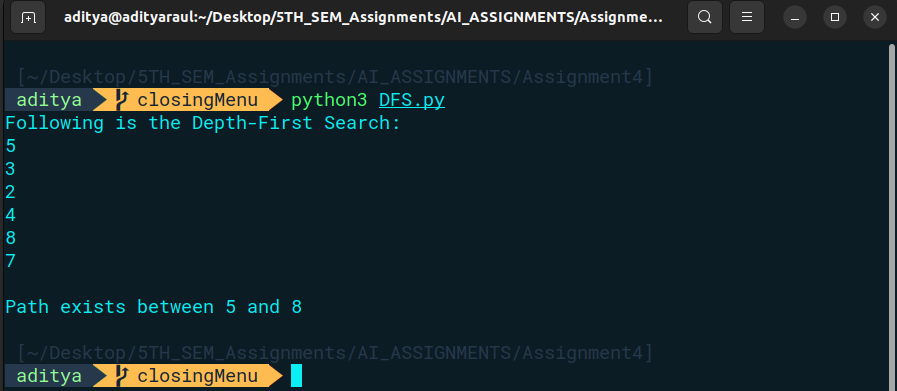 aditya@adityaraul:~/Desktop/5TH_SEM_Assignments/AI_ASSIGNMENTS/Assignme...
[~/Desktop/5TH_SEM_Assignments/AI_ASSIGNMENTS/Assignment4]
aditya closingMenu python3 DFS.py
Following is the Depth-First Search:
5
3
2
4
8
7
Path exists between 5 and 8
[~/Desktop/5TH_SEM_Assignments/AI_ASSIGNMENTS/Assignment4]
aditya closingMenu